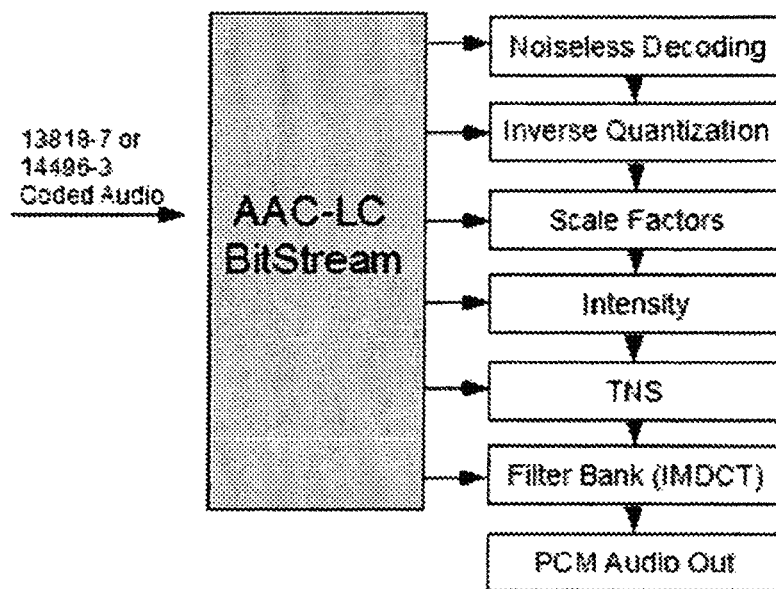 13818-7 or
14496-3
Coded Audio
AAC-LC
BitStream
Noiseless Decoding
Inverse Quantization
Scale Factors
Intensity
TNS
Filter Bank (IMDCT)
PCM Audio Out